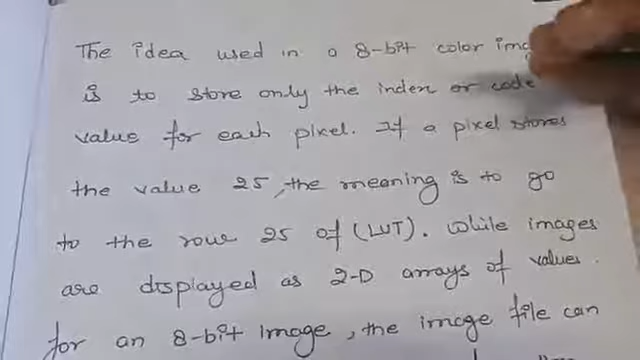 The idea used in a 8-bit color
is to store only the index or code
value for each pixel. If a pixel stores
the value 25, the meaning is to go
to the row 25 of (LUT). While images
are displayed as 2-D arrays of values.
for an 8-bit image, the image file can